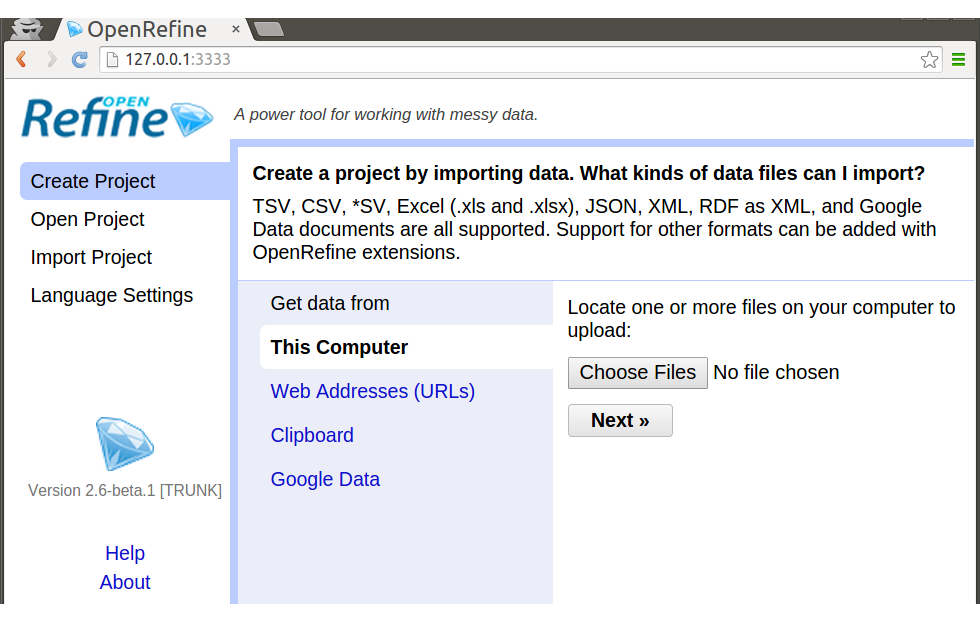 OpenRefine ×
127.0.0.1:3333
OPEN
Refine
A power tool for working with messy data.
Create Project
Open Project
Import Project
Language Settings
Version 2.6-beta.1 [TRUNK]
Help
About
Create a project by importing data. What kinds of data files can I import?
TSV, CSV, *SV, Excel (.xls and .xlsx), JSON, XML, RDF as XML, and Google
Data documents are all supported. Support for other formats can be added with
OpenRefine extensions.
Get data from
This Computer
Web Addresses (URLs)
Clipboard
Google Data
Locate one or more files on your computer to
upload:
Choose Files No file chosen
Next »